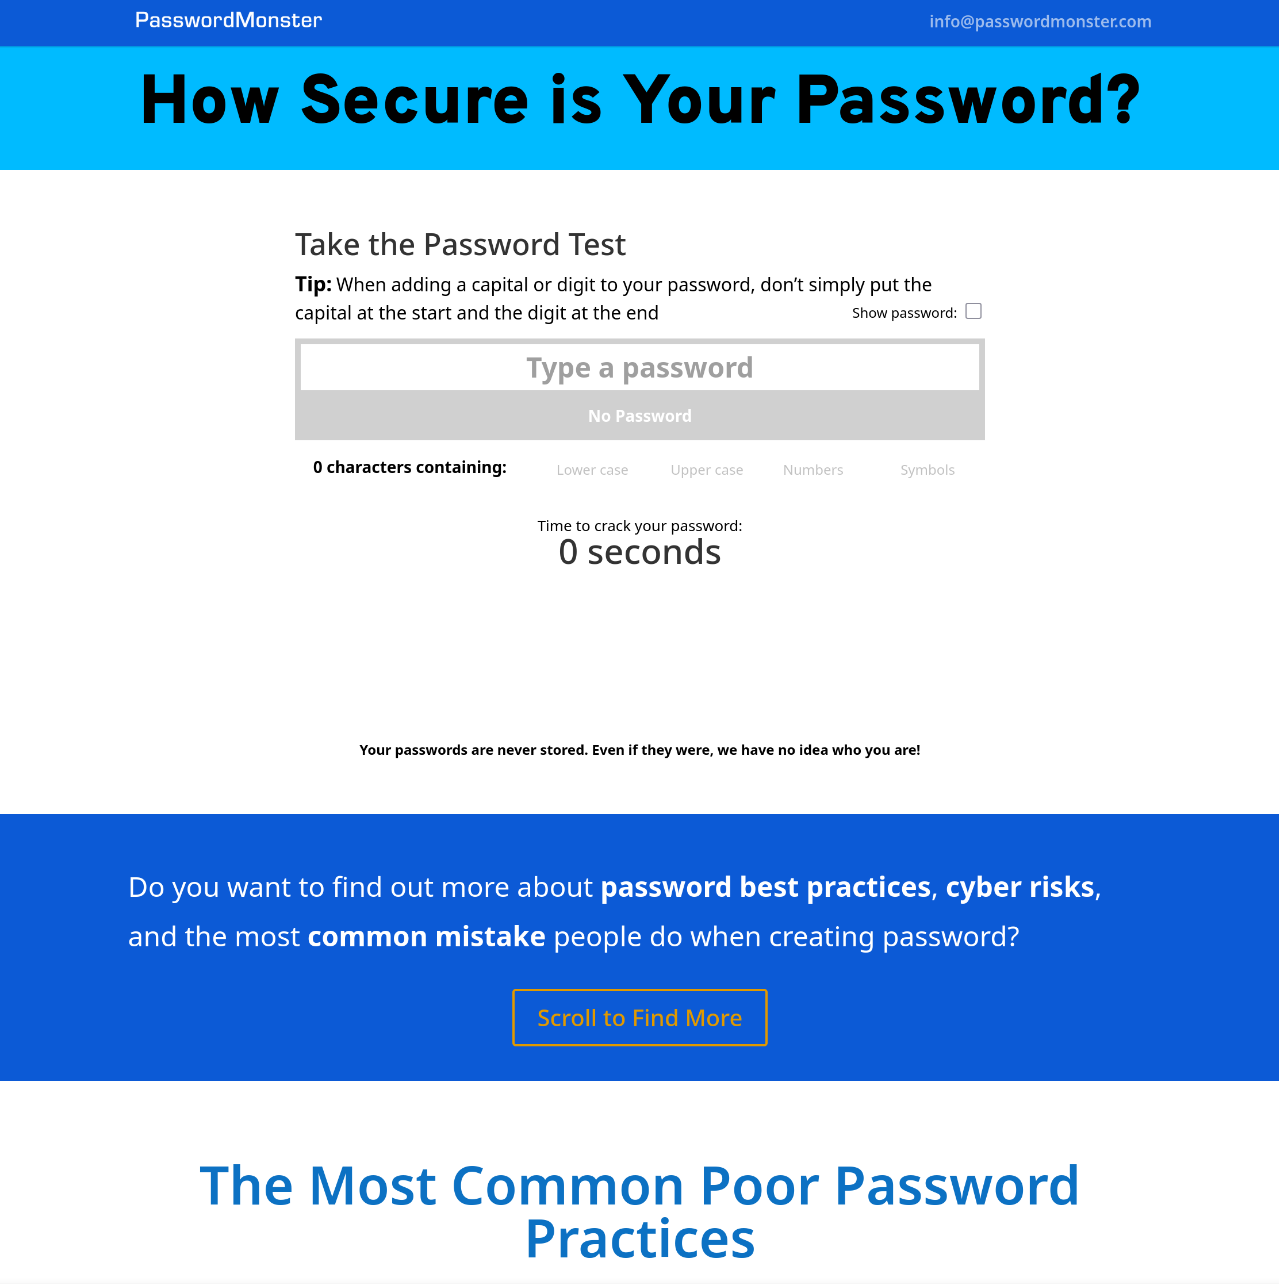 PasswordMonster
info@passwordmonster.com
How Secure is Your Password?
Take the Password Test
Tip: When adding a capital or digit to your password, don’t simply put the
capital at the start and the digit at the end
Show password:
Type a password
No Password
0 characters containing:
Lower case
Upper case
Numbers
Symbols
Time to crack your password:
0 seconds
Your passwords are never stored. Even if they were, we have no idea who you are!
Do you want to find out more about password best practices, cyber risks,
and the most common mistake people do when creating password?
Scroll to Find More
The Most Common Poor Password
Practices